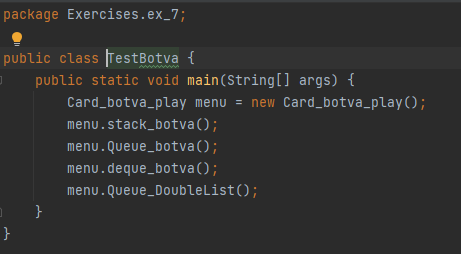 package Exercises.ex_7;
public class TestBotva {
public static void main(String[] args) {
Card_botva_play menu = new Card_botva_play();
menu.stack_botva();
menu.Queue_botva();
menu.deque_botva();
menu.Queue_DoubleList();
}
}